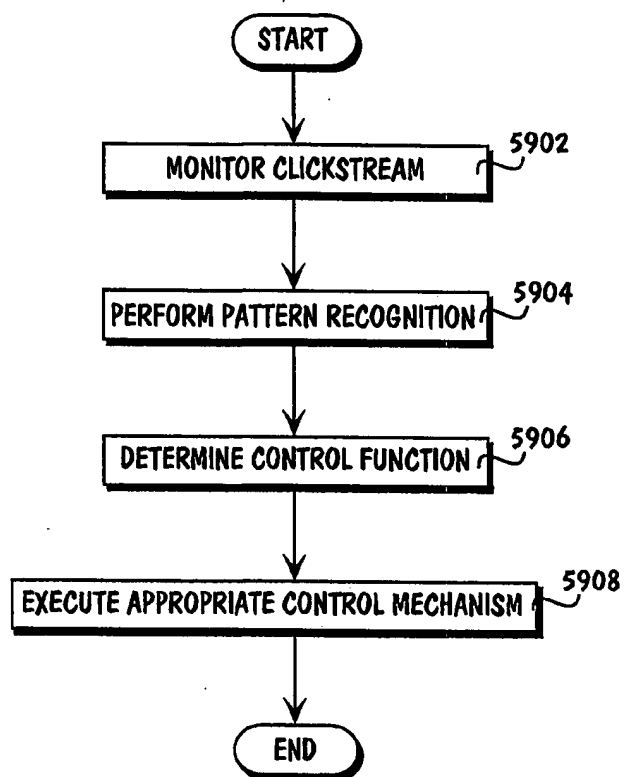 START
MONITOR CLICKSTREAM
5902
PERFORM PATTERN RECOGNITION
5904
DETERMINE CONTROL FUNCTION
5906
EXECUTE APPROPRIATE CONTROL MECHANISM
5908
END